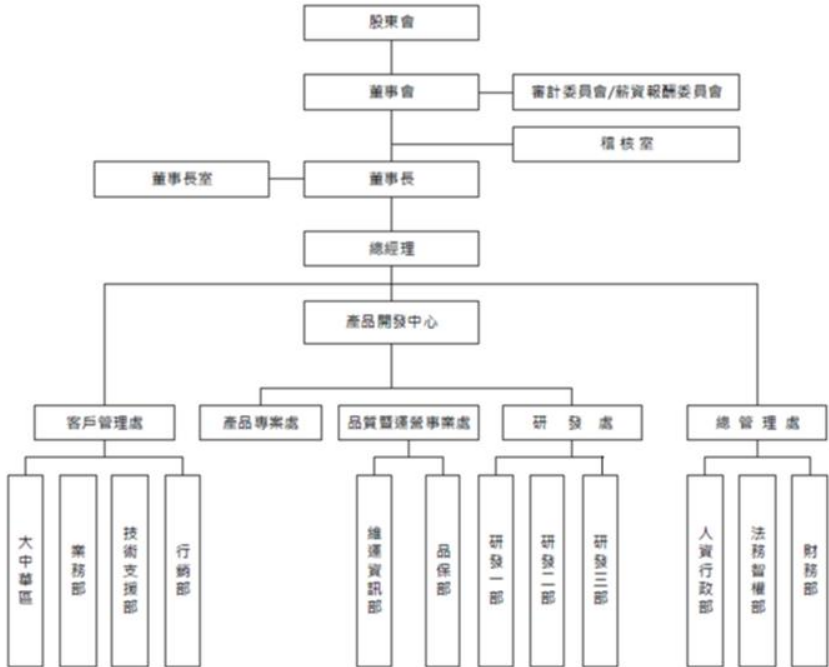 股東會
董事會
審計委員會/薪資報酬委員會
稽核室
董事長室
董事長
總經理
產品開發中心
客戶管理處
產品專案處
品質暨運營事業處
研發處
總管理處
大中華區
業務部
技術支援部
行銷部
維運資訊部
品保部
研發一部
研發二部
研發三部
人資行政部
法務智權部
財務部